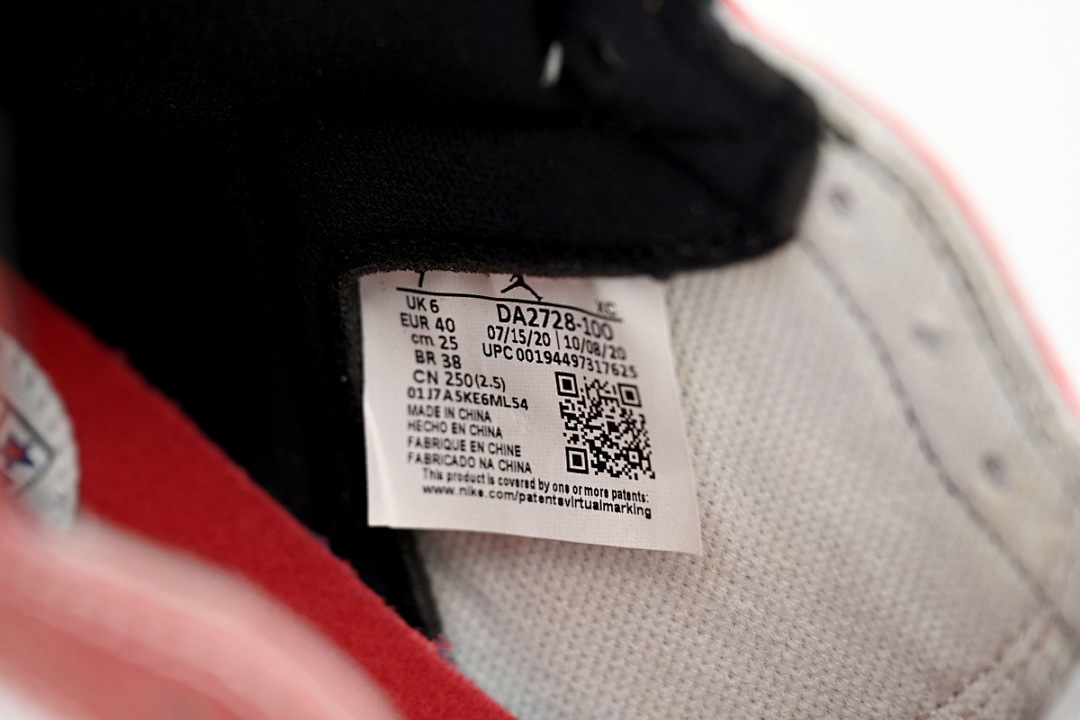 7
XC
UK 6
EUR 40
cm 25
BR 38
CN 250(2.5)
DA2728-100
07/15/20 | 10/08/20
UPC 00194497317625
01J7A5KE6ML54
MADE IN CHINA
HECHO EN CHINA
FABRIQUE EN CHINE
FABRICADO NA CHINA
This product is covered by one or more patents:
www.nike.com/patentsvirtualmarking